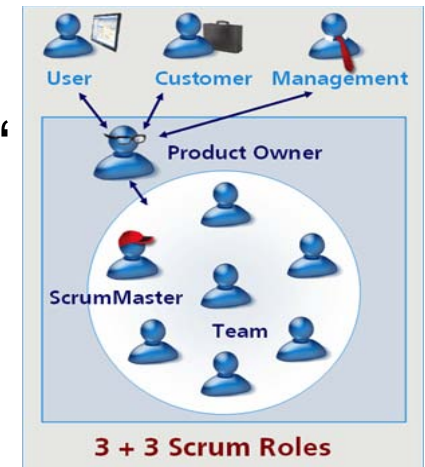 User Customer Management
“
Product Owner
ScrumMaster
Team
3 + 3 Scrum Roles